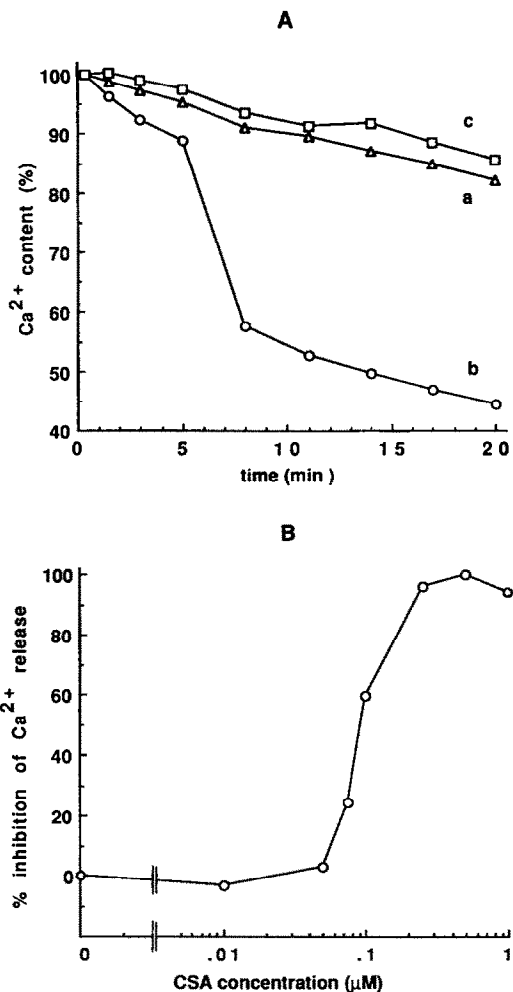 A
Ca2+ content (%)
100
90
80
70
60
50
40
c
a
b
0 5 10 15 20
time (min )
B
% inhibition of Ca2+ release
100
80
60
40
20
0
0 .01 .1 1
CSA concentration (µM)